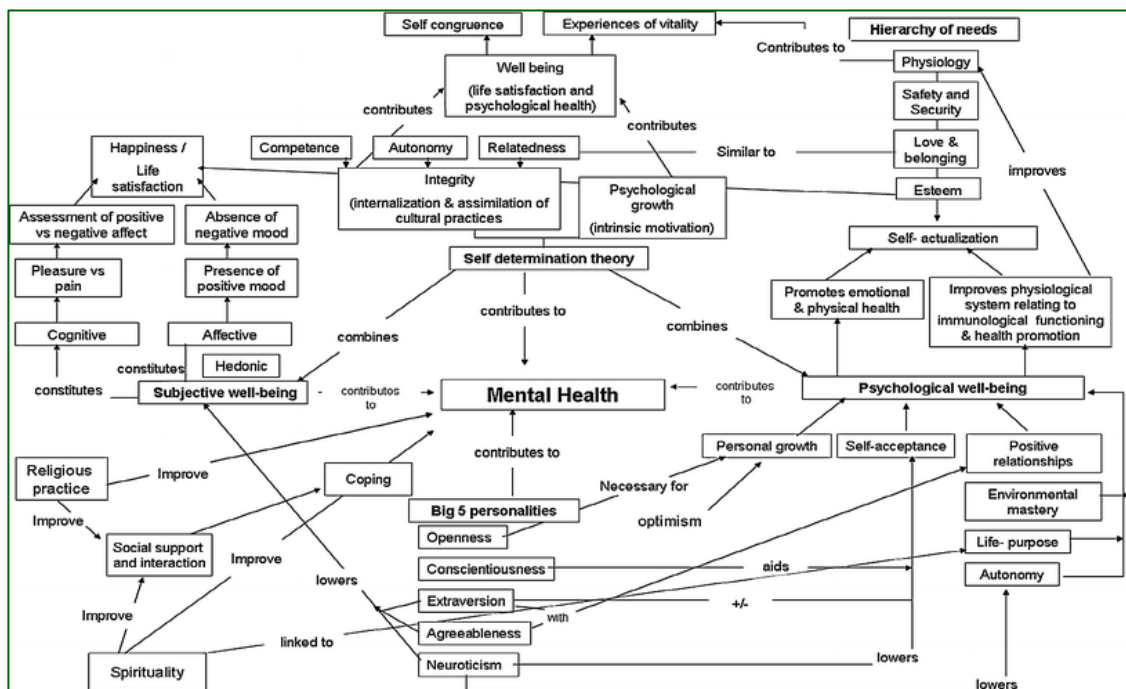 Self congruence
Experiences of vitality
Hierarchy of needs
Contributes to
Physiology
Well being
(life satisfaction and
psychological health)
contributes
Safety and
Security
contributes
Happiness /
Life
satisfaction
Competence
Autonomy
Relatedness
Similar to
Love &
belonging
improves
Integrity
(internalization & assimilation of
cultural practices
Psychological
growth
(intrinsic motivation)
Esteem
Assessment of positive
vs negative affect
Absence of
negative mood
Self- actualization
Self determination theory
Pleasure vs
pain
Presence of
positive mood
Promotes emotional
& physical health
Improves physiological
system relating to
immunological functioning
& health promotion
contributes
to
Cognitive
Affective
combines
combines
Hedonic
constitutes
constitutes
Subjective well-being
contributes
to
Mental Health
contributes
to
Psychological well-being
Personal growth
Self-acceptance
Positive
relationships
Religious
practice
Improve
Coping
contributes to
Necessary for
Environmental
mastery
Improve
Big 5 personalities
optimism
Openness
Social support
and interaction
Improve
Life- purpose
Conscientiousness
aids
Autonomy
lowers
Extraversion
with
+/-
Improve
linked to
Agreeableness
Neuroticism
lowers
Spirituality
lowers